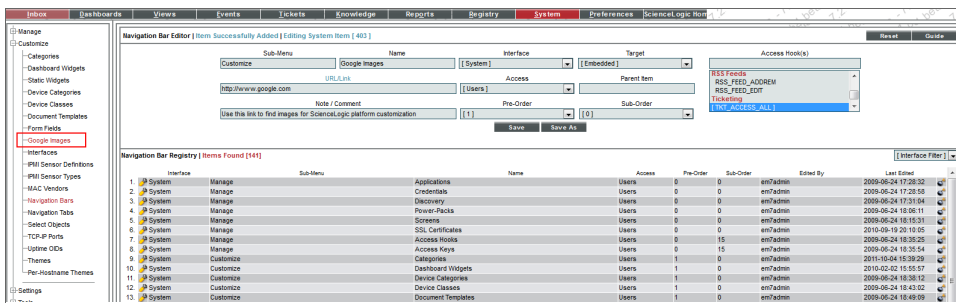 Inbox Dashboards Views Events Tickets Knowledge Reports Registry System Preferences ScienceLogic Hom
7.2
Manage
Customize
Categories
Dashboard Widgets
Static Widgets
Device Categories
Device Classes
Document Templates
Form Fields
Google Images
Interfaces
IPMI Sensor Definitions
IPMI Sensor Types
MAC Vendors
Navigation Bars
Navigation Tabs
Select Objects
TCP-IP Ports
Uptime OIDs
Themes
Per-Hostname Themes
Settings
Tools
Navigation Bar Editor | Item Successfully Added | Editing System Item [ 403 ] Reset Guide
Sub-Menu Name Interface Target Access Hook(s)
Customize Google Images [ System ] [ Embedded ]
URL/Link Access Parent Item
http://www.google.com [ Users ]
Note / Comment Pre-Order Sub-Order
Use this link to find images for ScienceLogic platform customization [ 1 ] [ 0 ]
RSS Feeds
RSS_FEED_ADDREM
RSS_FEED_EDIT
Ticketing
[ TKT_ACCESS_ALL ]
Save Save As
Navigation Bar Registry | Items Found [141] [ Interface Filter ]
Interface Sub-Menu Name Access Pre-Order Sub-Order Edited By Last Edited
1. System Manage Applications Users 0 0 em7admin 2009-06-24 17:28:32
2. System Manage Credentials Users 0 0 em7admin 2009-06-24 17:28:58
3. System Manage Discovery Users 0 0 em7admin 2009-06-24 17:31:04
4. System Manage Power-Packs Users 0 0 em7admin 2009-06-24 18:06:11
5. System Manage Screens Users 0 0 em7admin 2009-06-24 18:15:31
6. System Manage SSL Certificates Users 0 0 em7admin 2010-09-19 20:10:05
7. System Manage Access Hooks Users 0 15 em7admin 2009-06-24 18:35:25
8. System Manage Access Keys Users 0 15 em7admin 2009-06-24 18:35:54
9. System Customize Categories Users 1 0 em7admin 2011-10-04 15:39:29
10. System Customize Dashboard Widgets Users 1 0 em7admin 2010-02-02 15:55:57
11. System Customize Device Categories Users 1 0 em7admin 2009-06-24 18:38:12
12. System Customize Device Classes Users 1 0 em7admin 2009-06-24 18:43:02
13. System Customize Document Templates Users 1 0 em7admin 2009-06-24 18:49:09